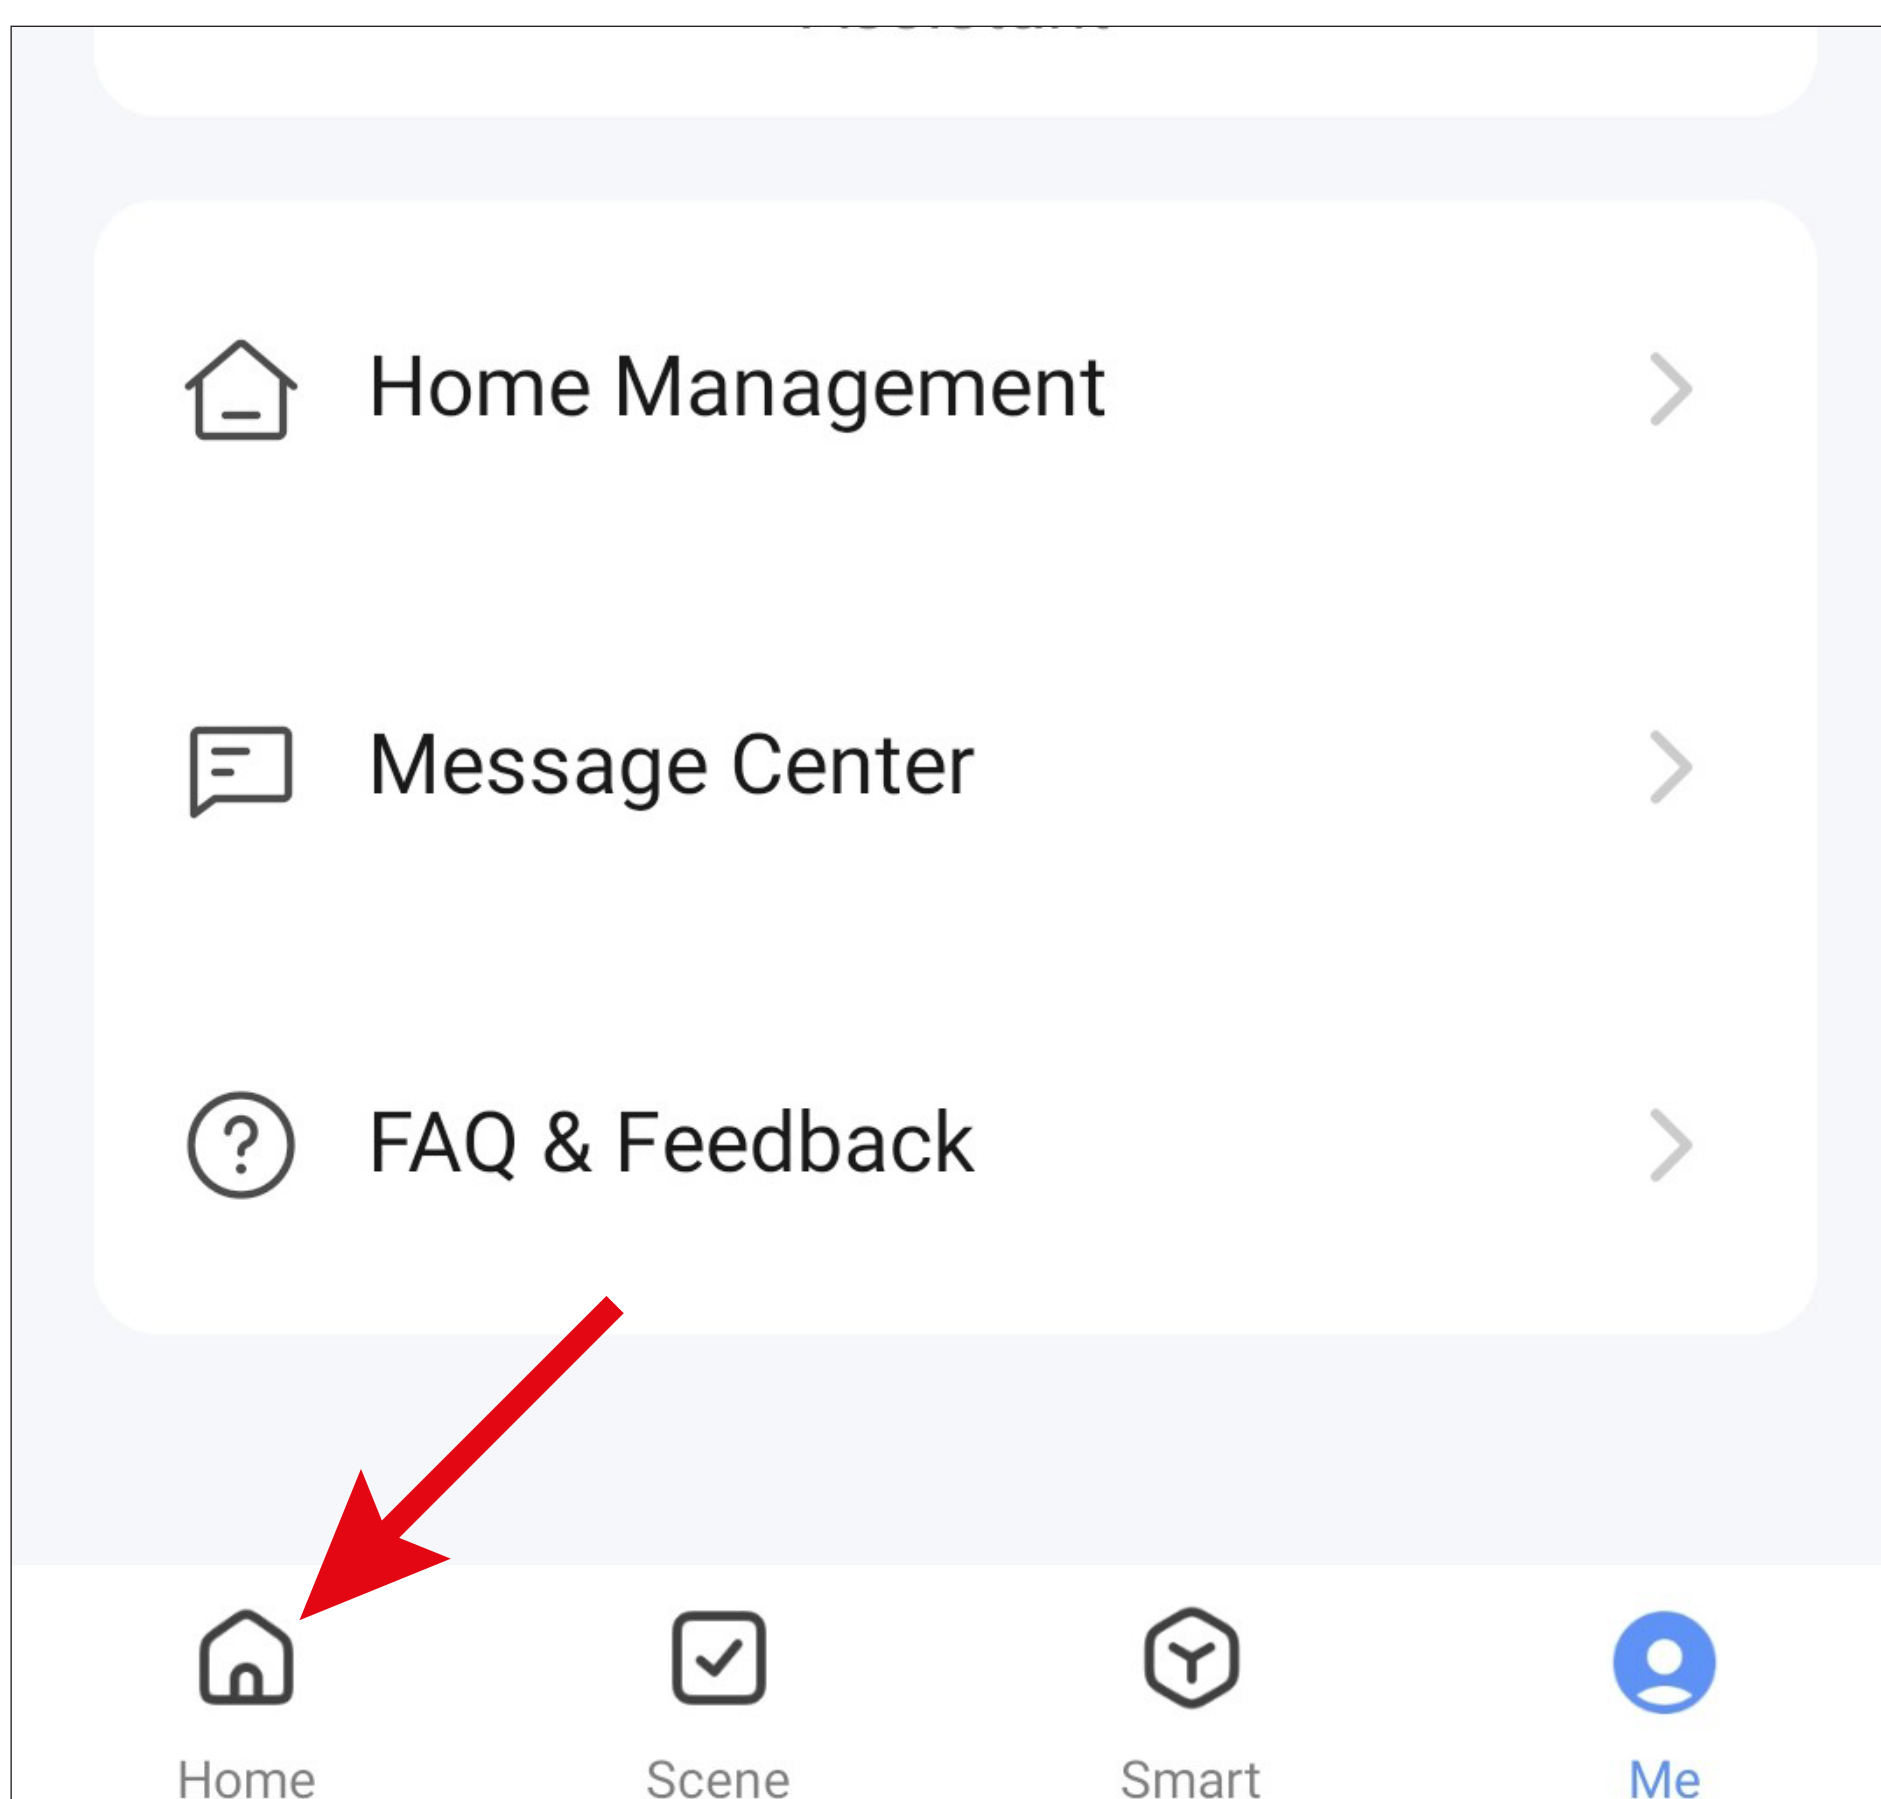 Home Management
Message Center
FAQ & Feedback
Home
Scene
Smart
Me